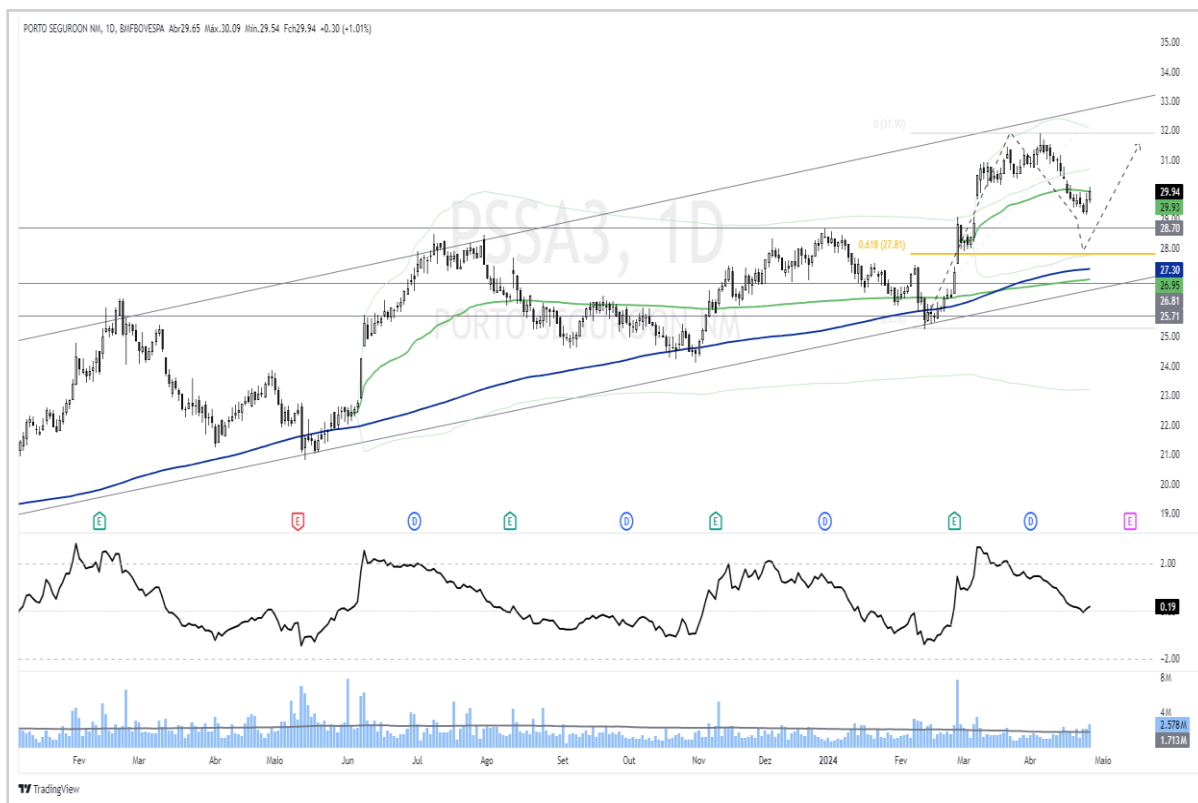 PORTO SEGUROON NM, 1D, BMFBOVESPA Abr29.65 Máx.30.09 Mín.29.54 Fch29.94 +0.30 (+1.01%)
35.00
34.00
33.00
0 (31.90)
32.00
31.00
29.94
29.93
29.00
28.70
PSSA3, 1D
28.00
0.618 (27.81)
27.30
26.95
26.81
PORTO SEGUROON NM
25.71
25.00
24.00
23.00
22.00
21.00
20.00
19.00
E E D E D E D E D E
2.00
0.19
-2.00
8M
4M
2.578M
1.713M
Fev Mar Abr Maio Jun Jul Ago Set Out Nov Dez 2024 Fev Mar Abr Maio
TradingView